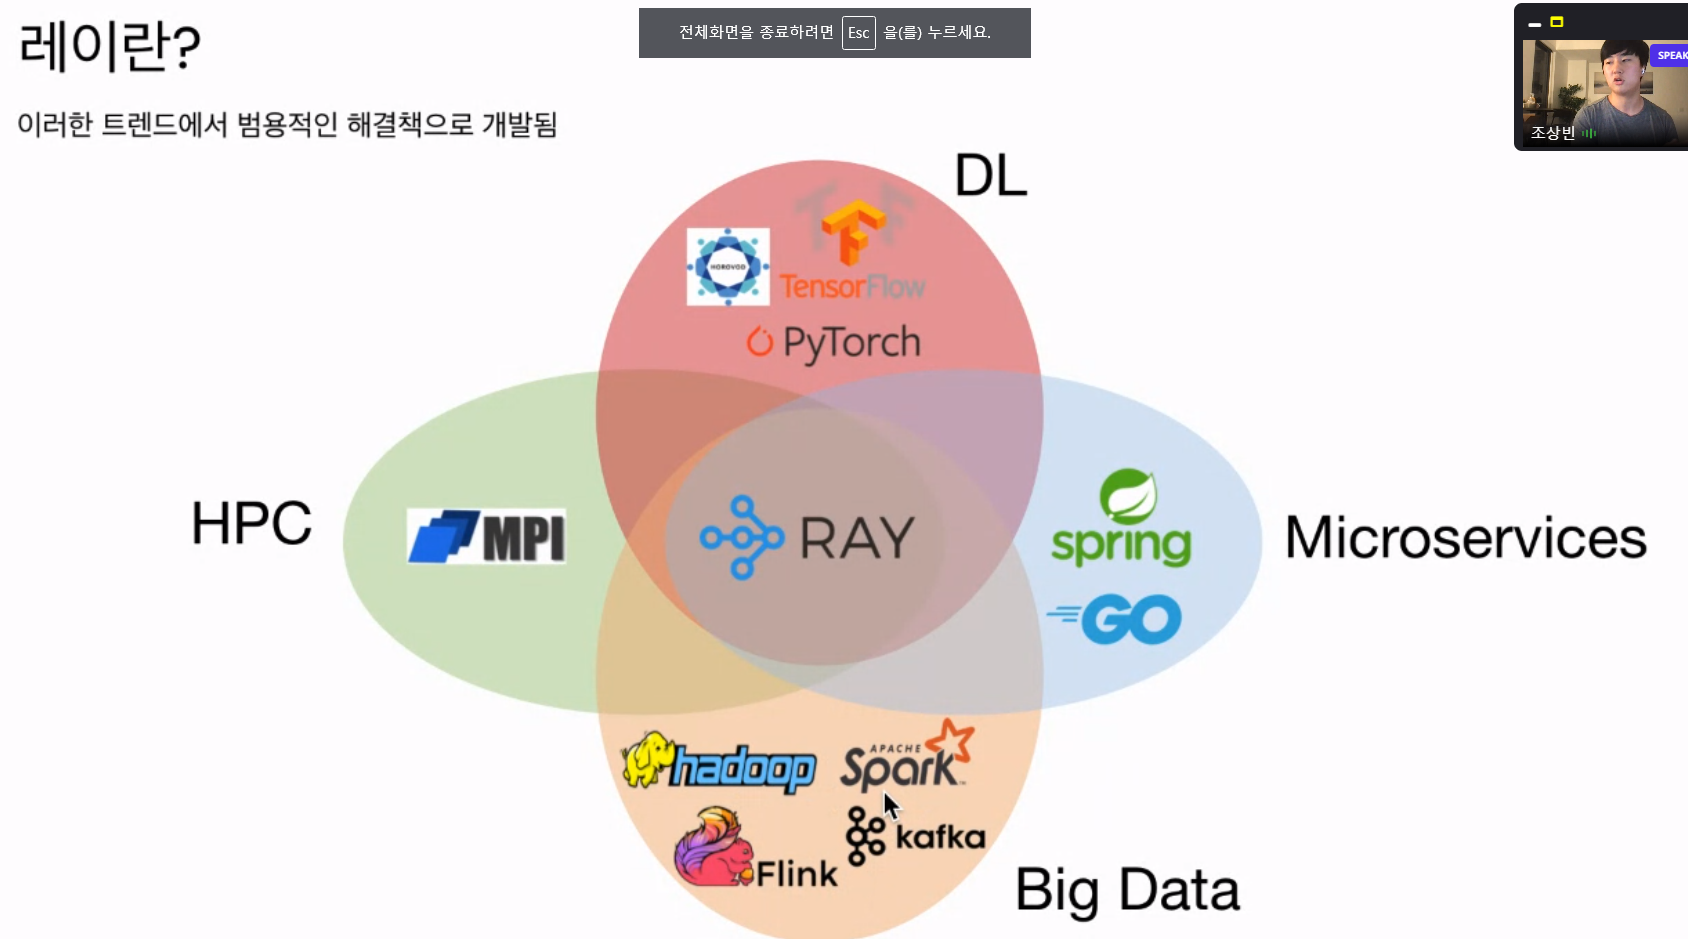 레이란?
전체화면을 종료하려면 Esc 을(를) 누르세요.
SPEAK
조상빈
이러한 트렌드에서 범용적인 해결책으로 개발됨
DL
HOROVOD
TensorFlow
PyTorch
HPC
MPI
RAY
spring
GO
Microservices
hadoop
APACHE
Spark™
Flink
kafka
Big Data